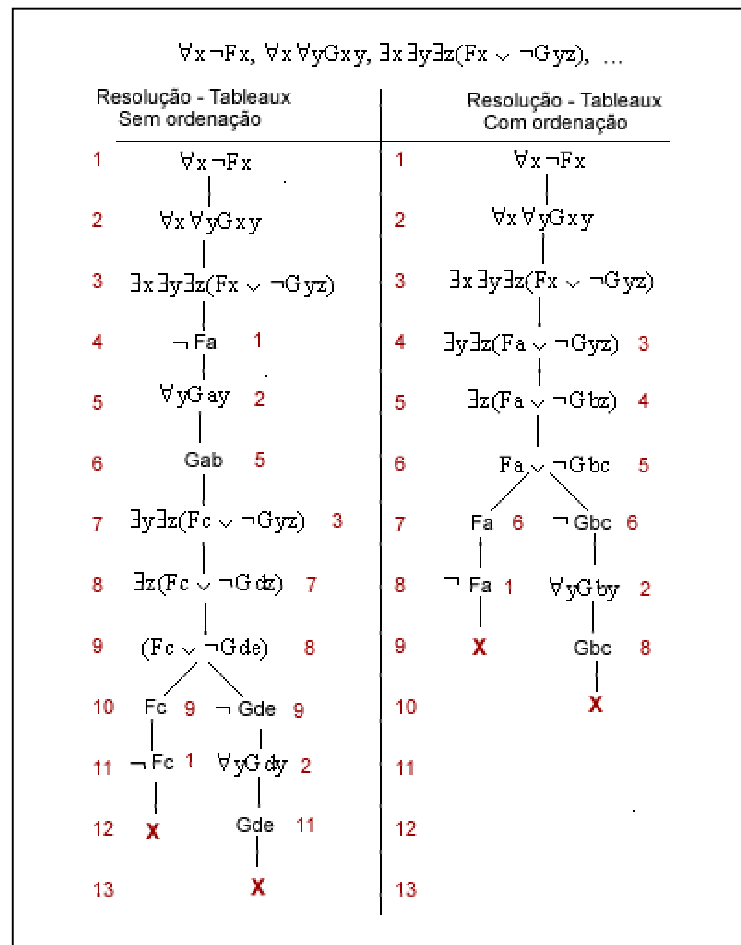 ∀x¬Fx, ∀x∀yGxy, ∃x∃y∃z(Fx ∨ ¬Gyz), ...
Resolução - Tableaux
Sem ordenação
1 ∀x¬Fx
2 ∀x∀yGxy
3 ∃x∃y∃z(Fx ∨ ¬Gyz)
4 ¬Fa 1
5 ∀yGay 2
6 Gab 5
7 ∃y∃z(Fc ∨ ¬Gyz) 3
8 ∃z(Fc ∨ ¬Gdz) 7
9 (Fc ∨ ¬Gde) 8
10 Fc 9 ¬Gde 9
11 ¬Fc 1 ∀yGdy 2
12 X Gde 11
13 X
Resolução - Tableaux
Com ordenação
1 ∀x¬Fx
2 ∀x∀yGxy
3 ∃x∃y∃z(Fx ∨ ¬Gyz)
4 ∃y∃z(Fa ∨ ¬Gyz) 3
5 ∃z(Fa ∨ ¬Gbz) 4
6 Fa ∨ ¬Gbc 5
7 Fa 6 ¬Gbc 6
8 ¬Fa 1 ∀yGby 2
9 X Gbc 8
10 X
11
12
13